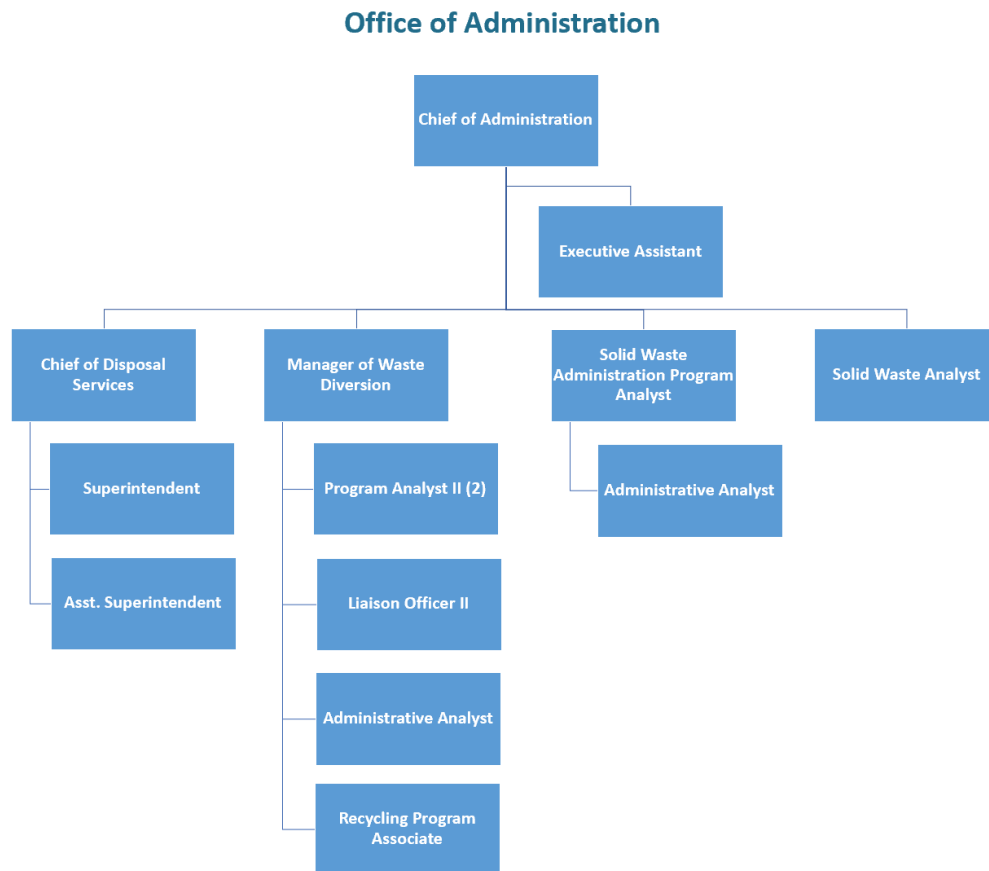 Office of Administration
Chief of Administration
Executive Assistant
Chief of Disposal
Services
Manager of Waste
Diversion
Solid Waste
Administration Program
Analyst
Solid Waste Analyst
Superintendent
Program Analyst II (2)
Administrative Analyst
Asst. Superintendent
Liaison Officer II
Administrative Analyst
Recycling Program
Associate